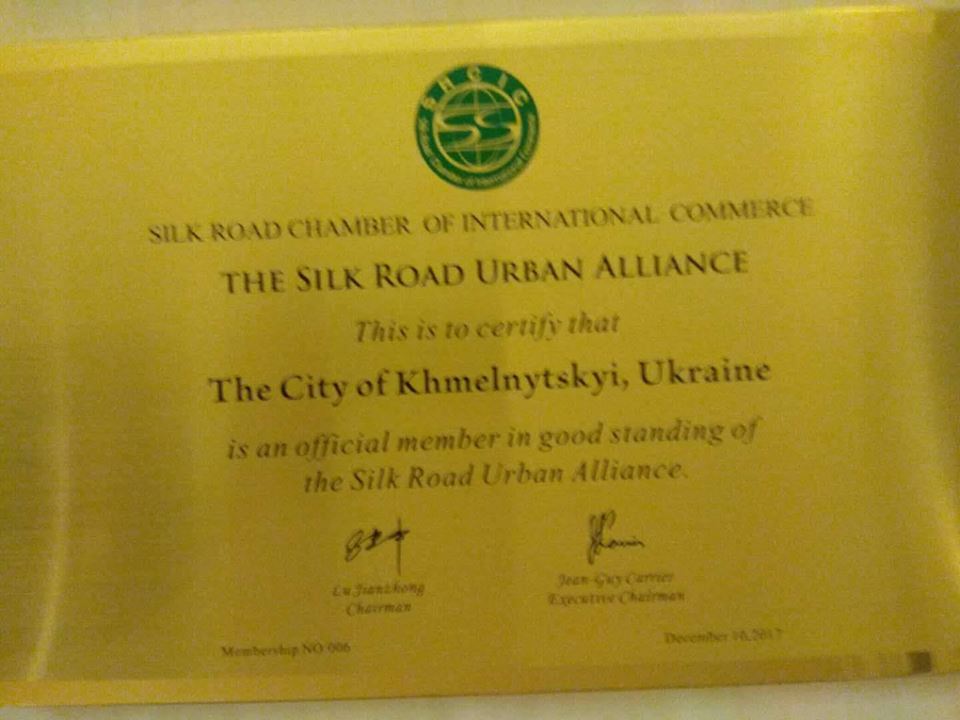 SHCIC
SILK ROAD CHAMBER OF INTERNATIONAL COMMERCE
THE SILK ROAD URBAN ALLIANCE
This is to certify that
The City of Khmelnytskyi, Ukraine
is an official member in good standing of
the Silk Road Urban Alliance.
Lu Jianzhong
Jean-Guy Carrier
Chairman
Executive Chairman
Membership NO 006
December 10, 2017